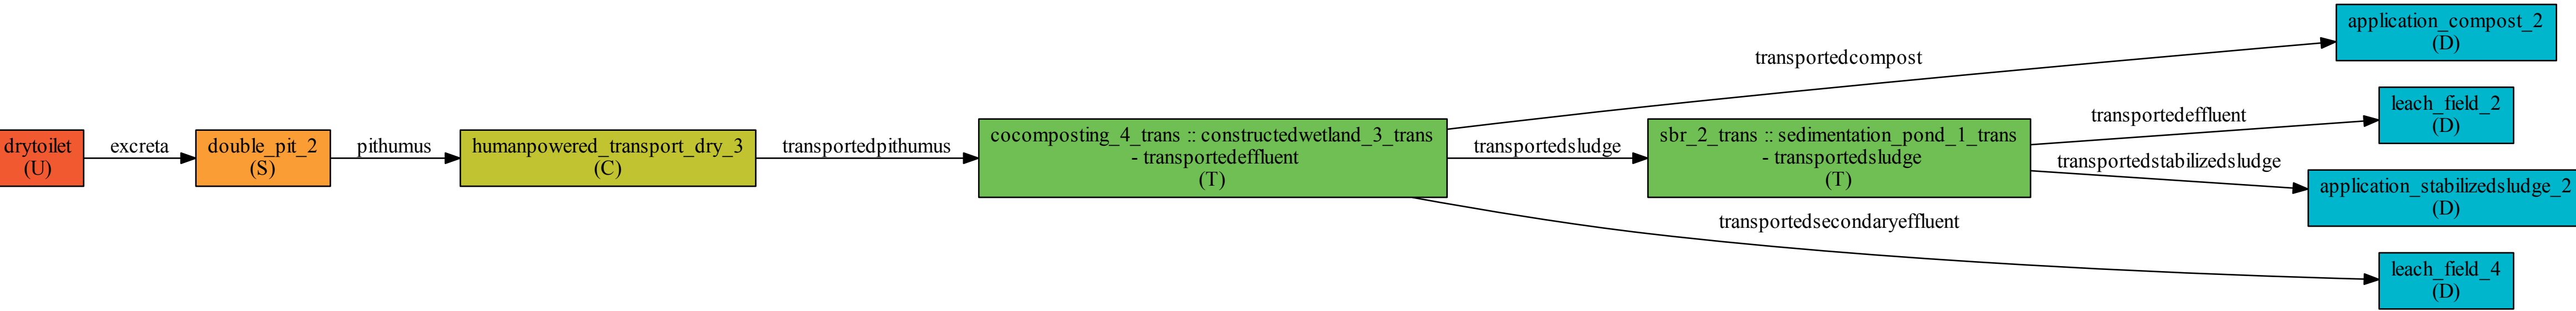 drytoilet
(U)
excreta
double_pit_2
(S)
pithumus
humanpowered_transport_dry_3
(C)
transportedpithumus
cocomposting_4_trans :: constructedwetland_3_trans
- transportedeffluent
(T)
transportedcompost
transportedsludge
transportedsecondaryeffluent
sbr_2_trans :: sedimentation_pond_1_trans
- transportedsludge
(T)
transportedeffluent
transportedstabilizedsludge
application_compost_2
(D)
leach_field_2
(D)
application_stabilizedsludge_2
(D)
leach_field_4
(D)